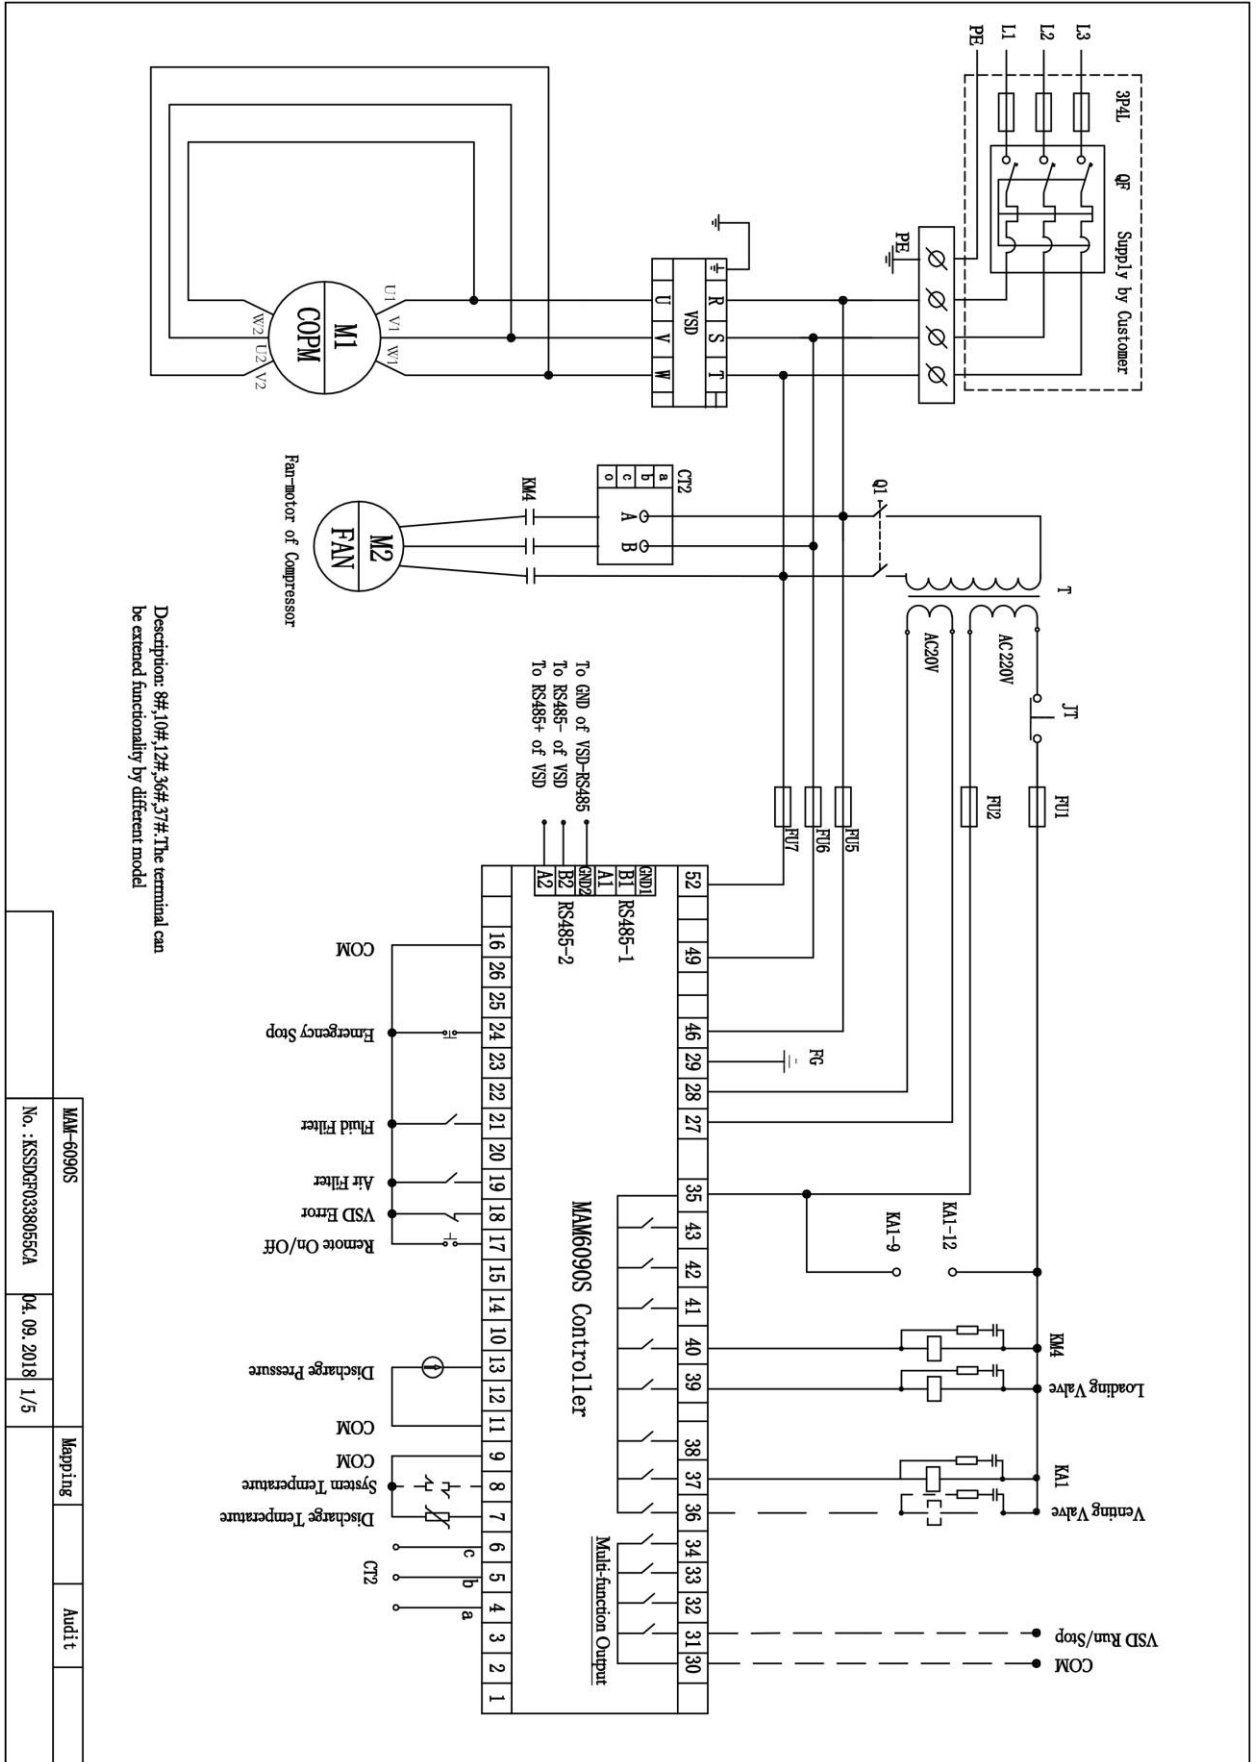 L3
L2
L1
PE
3P4L
QF
Supply by Customer
PE
R
S
T
VSD
U
V
W
U1
V1
W1
M1
COPM
W2
U2
V2
Q1
T
AC 220V
AC20V
JT
FU1
FU2
CT2
a
b
c
o
A
B
KM4
M2
FAN
Fan-motor of Compressor
FU5
FU6
FU7
To GND of VSD-RS485
To RS485- of VSD
To RS485+ of VSD
GND1
B1
A1
GND2
B2
A2
RS485-1
RS485-2
52
49
46
29
28
27
35
43
42
41
40
39
38
37
36
34
33
32
31
30
FG
KA1-12
KA1-9
KM4
Loading Valve
KA1
Venting Valve
VSD Run/Stop
COM
MAM6090S Controller
Multi-function Output
16
26
25
24
23
22
21
20
19
18
17
15
14
10
13
12
11
9
8
7
6
5
4
3
2
1
COM
Emergency Stop
Fluid Filter
Air Filter
VSD Error
Remote On/Off
Discharge Pressure
COM
COM
System Temperature
Discharge Temperature
c
b
a
CT2
Description: 8#,10#,12#,36#,37#.The terminal can
be extened functionality by different model
MAM-6090S
Mapping
Audit
No. :KSSDGF0338055CA
04. 09. 2018
1/5